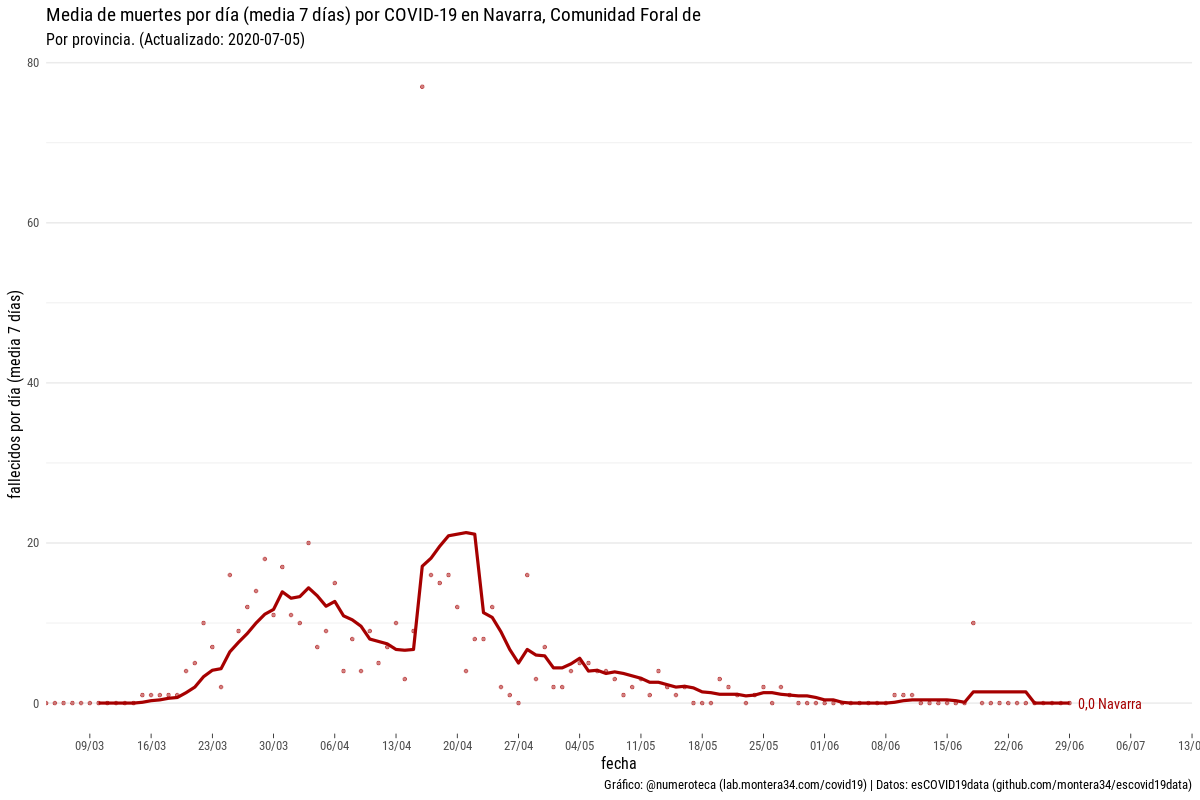 Media de muertes por día (media 7 días) por COVID-19 en Navarra, Comunidad Foral de
Por provincia. (Actualizado: 2020-07-05)
fallecidos por día (media 7 días)
80
60
40
20
0
0,0 Navarra
09/03 16/03 23/03 30/03 06/04 13/04 20/04 27/04 04/05 11/05 18/05 25/05 01/06 08/06 15/06 22/06 29/06 06/07 13/0
fecha
Gráfico: @numeroteca (lab.montera34.com/covid19) | Datos: esCOVID19data (github.com/montera34/escovid19data)